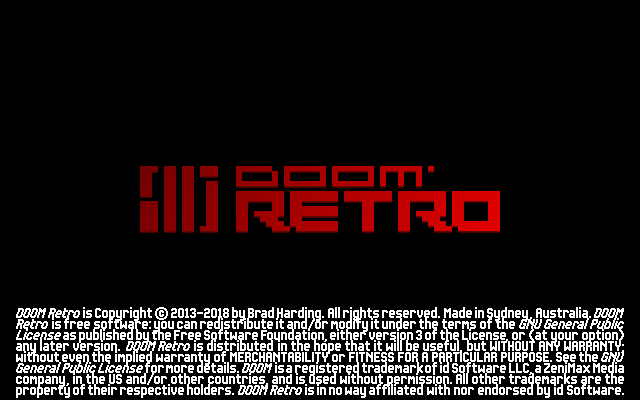 DOOM
RETRO
DOOM Retro is Copyright © 2013–2018 by Brad Harding. All rights reserved. Made in Sydney, Australia. DOOM
Retro is free software: you can redistribute it and/or modify it under the terms of the GNU General Public
License as published by the Free Software Foundation, either version 3 of the License, or (at your option)
any later version. DOOM Retro is distributed in the hope that it will be useful, but WITHOUT ANY WARRANTY;
without even the implied warranty of MERCHANTABILITY or FITNESS FOR A PARTICULAR PURPOSE. See the GNU
General Public License for more details. DOOM is a registered trademark of id Software LLC, a ZeniMax Media
company, in the US and/or other countries, and is used without permission. All other trademarks are the
property of their respective holders. DOOM Retro is in no way affiliated with nor endorsed by id Software.